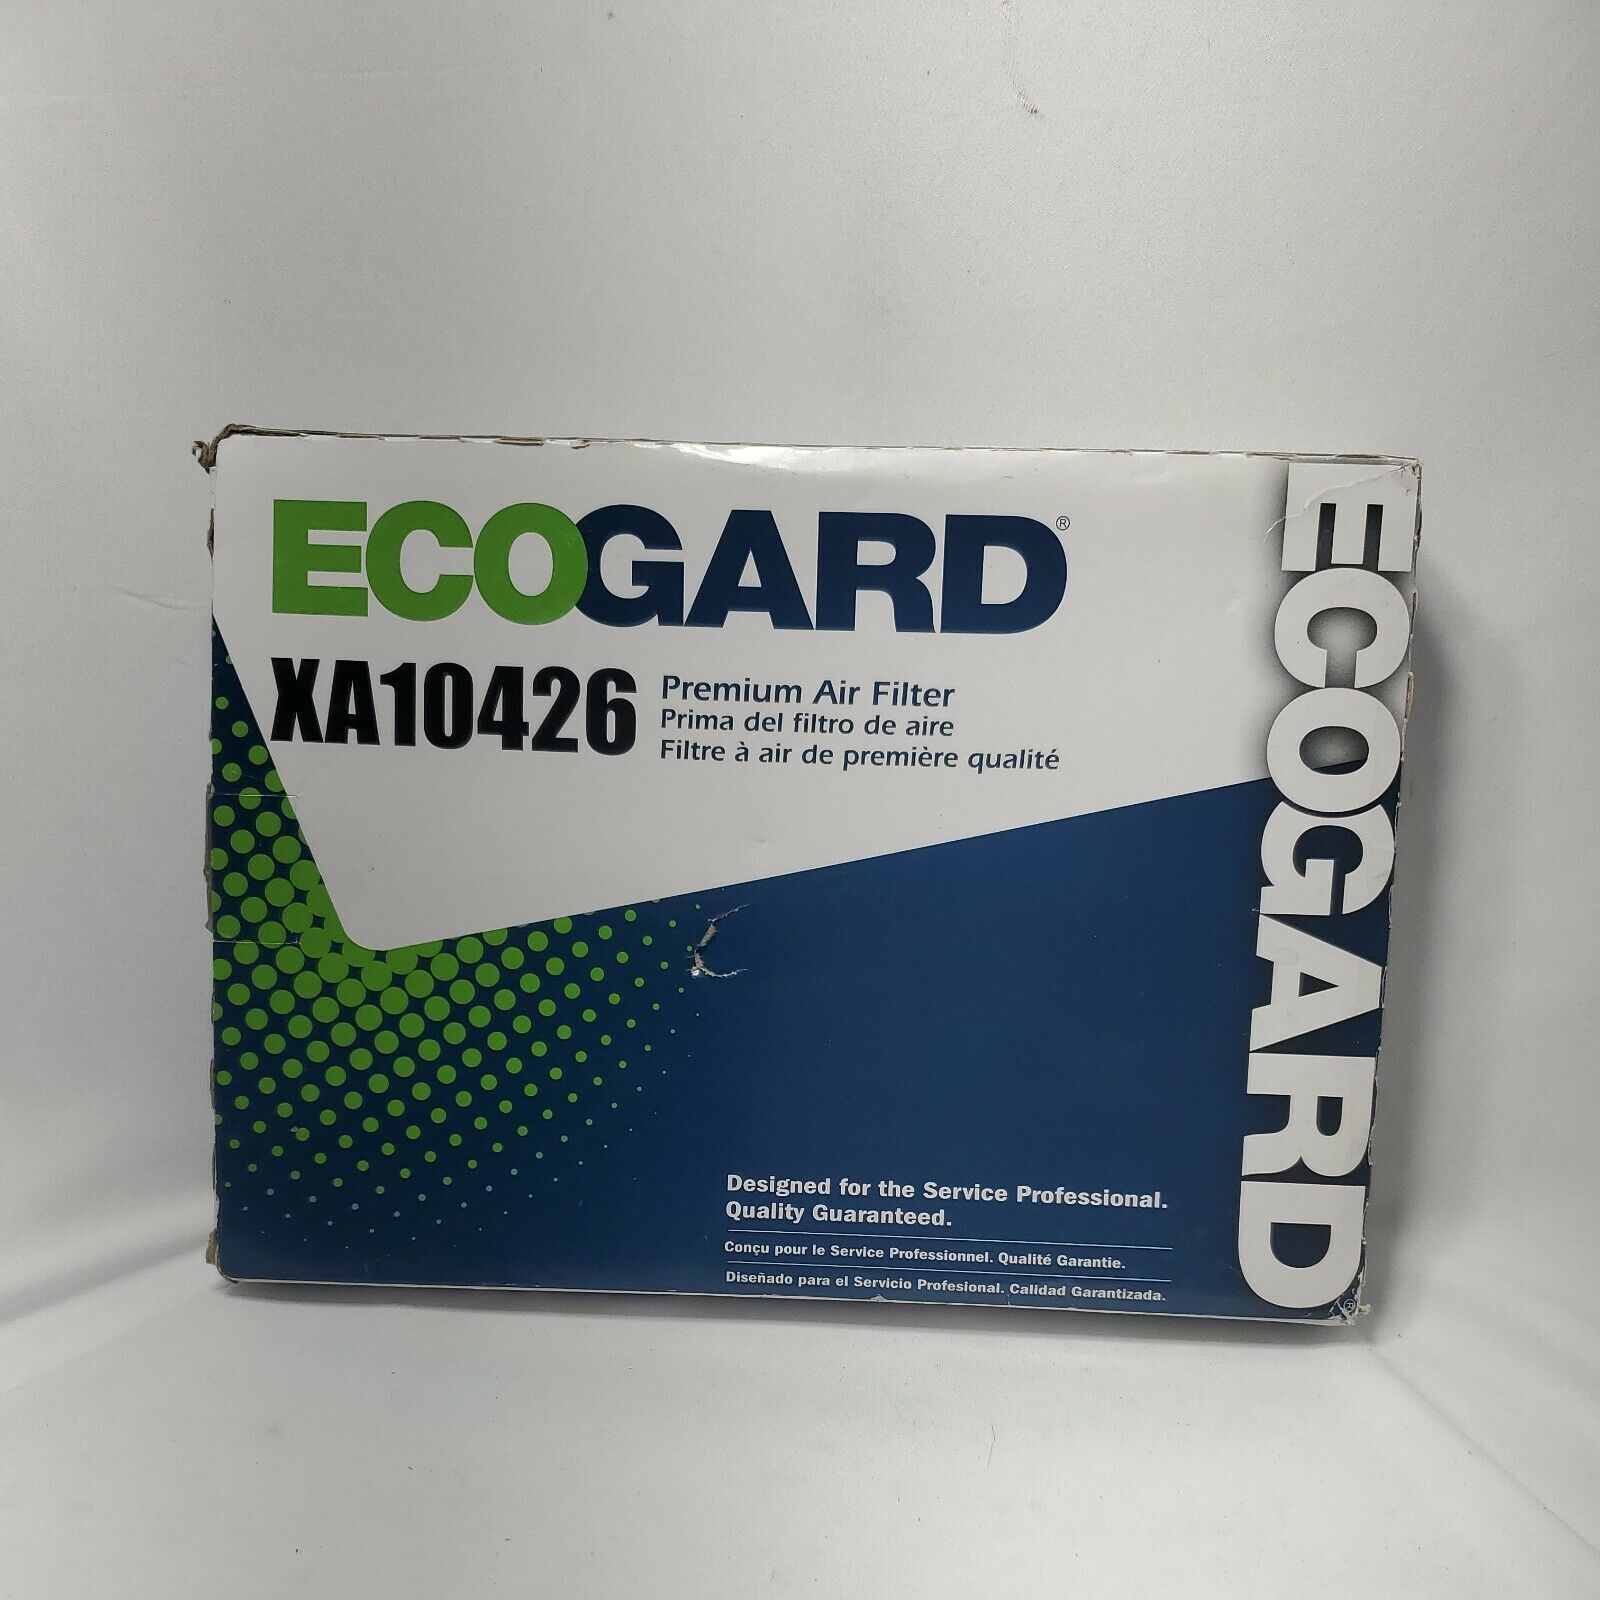 ECOGARD®
XA10426
Premium Air Filter
Prima del filtro de aire
Filtre à air de première qualité
Designed for the Service Professional.
Quality Guaranteed.
Conçu pour le Service Professionnel. Qualité Garantie.
Diseñado para el Servicio Profesional. Calidad Garantizada.
ECOGARD®